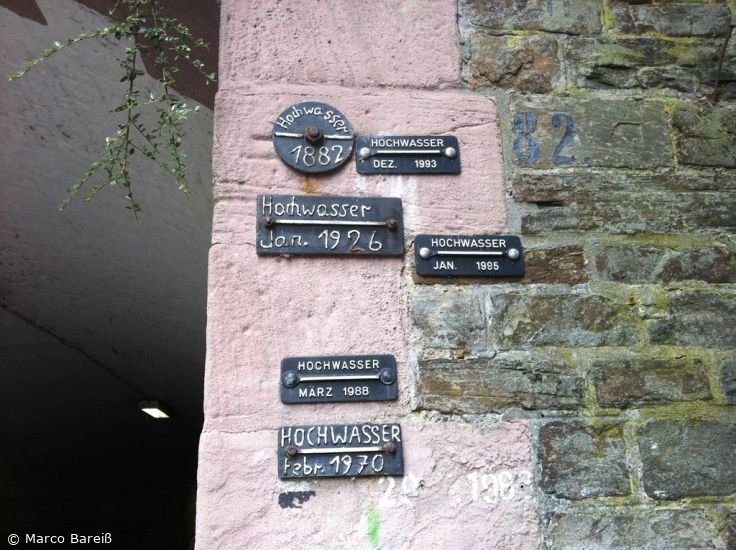 Hochwasser
1882
HOCHWASSER
DEZ. 1993
82.
Hochwasser
Jan. 1926
HOCHWASSER
JAN. 1995
HOCHWASSER
MÄRZ 1988
HOCHWASSER
Febr. 1970
© Marco Bareiß